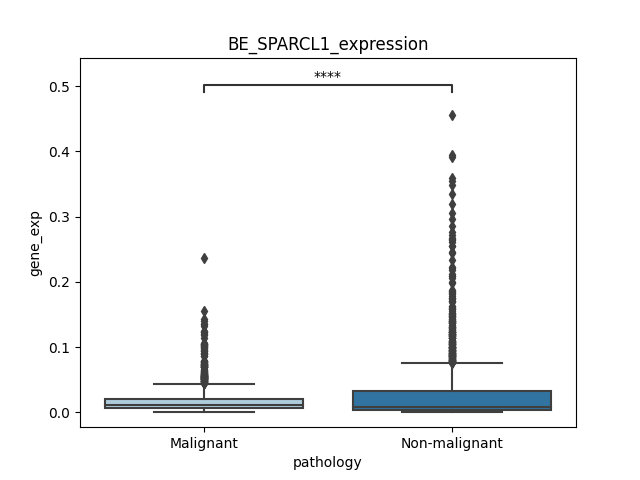 BE_SPARCL1_expression
****
0.5
0.4
0.3
0.2
0.1
0.0
gene_exp
Malignant
Non-malignant
pathology